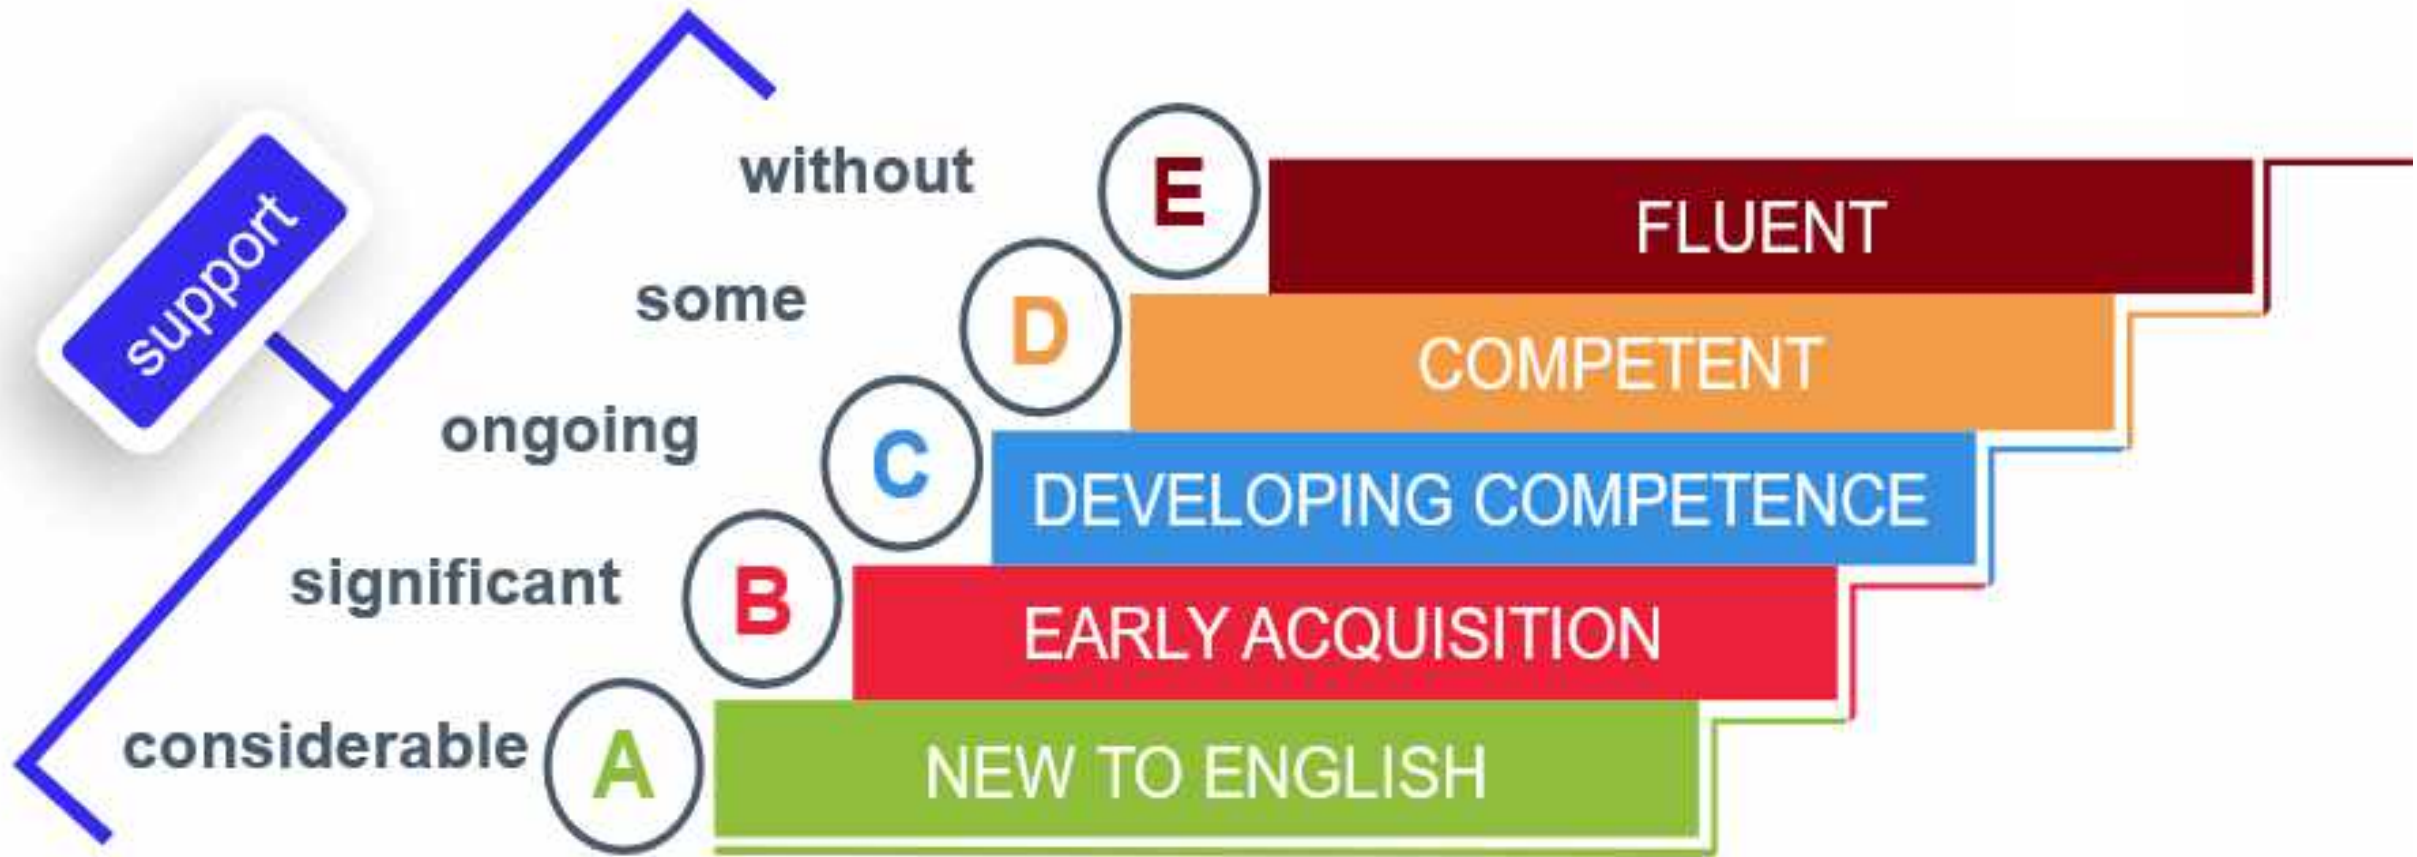 support
without
E
FLUENT
some
D
COMPETENT
ongoing
C
DEVELOPING COMPETENCE
significant
B
EARLY ACQUISITION
considerable
A
NEW TO ENGLISH